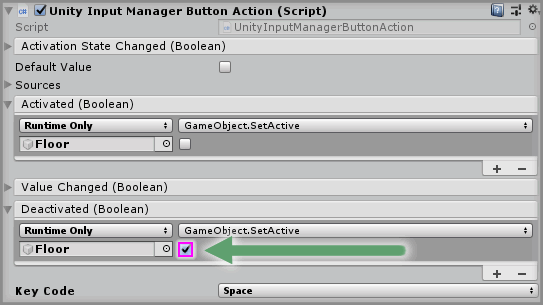 Unity Input Manager Button Action (Script)
Script UnityInputManagerButtonAction
Activation State Changed (Boolean)
Default Value
Sources
Activated (Boolean)
Runtime Only GameObject.SetActive
Floor
Value Changed (Boolean)
Deactivated (Boolean)
Runtime Only GameObject.SetActive
Floor
Key Code Space